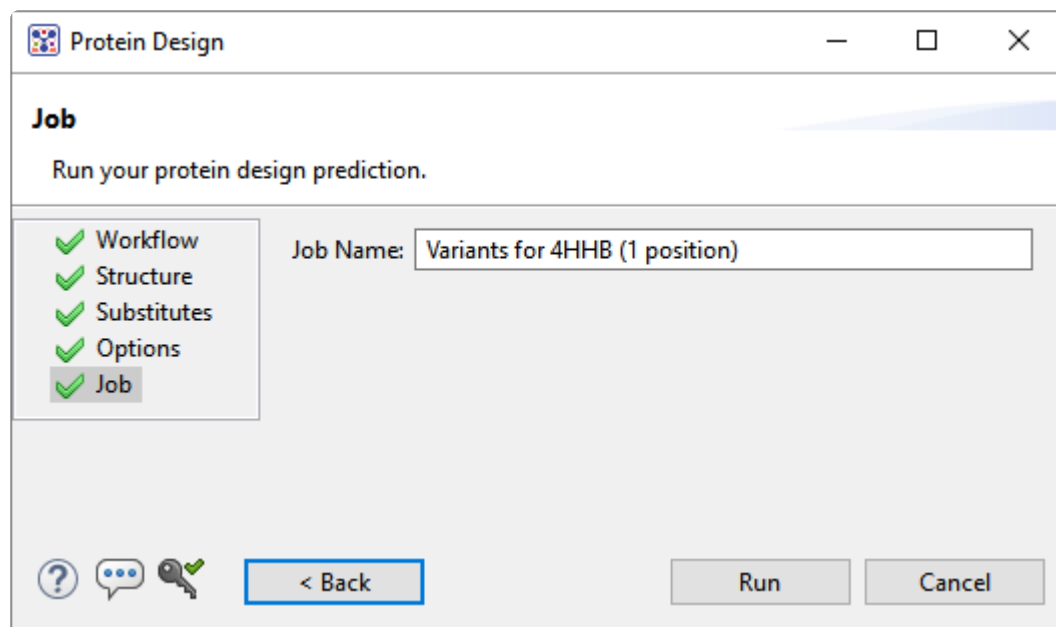 Protein Design
Job
Run your protein design prediction.
Workflow
Structure
Substitutes
Options
Job
Job Name: Variants for 4HHB (1 position)
?
< Back
Run
Cancel